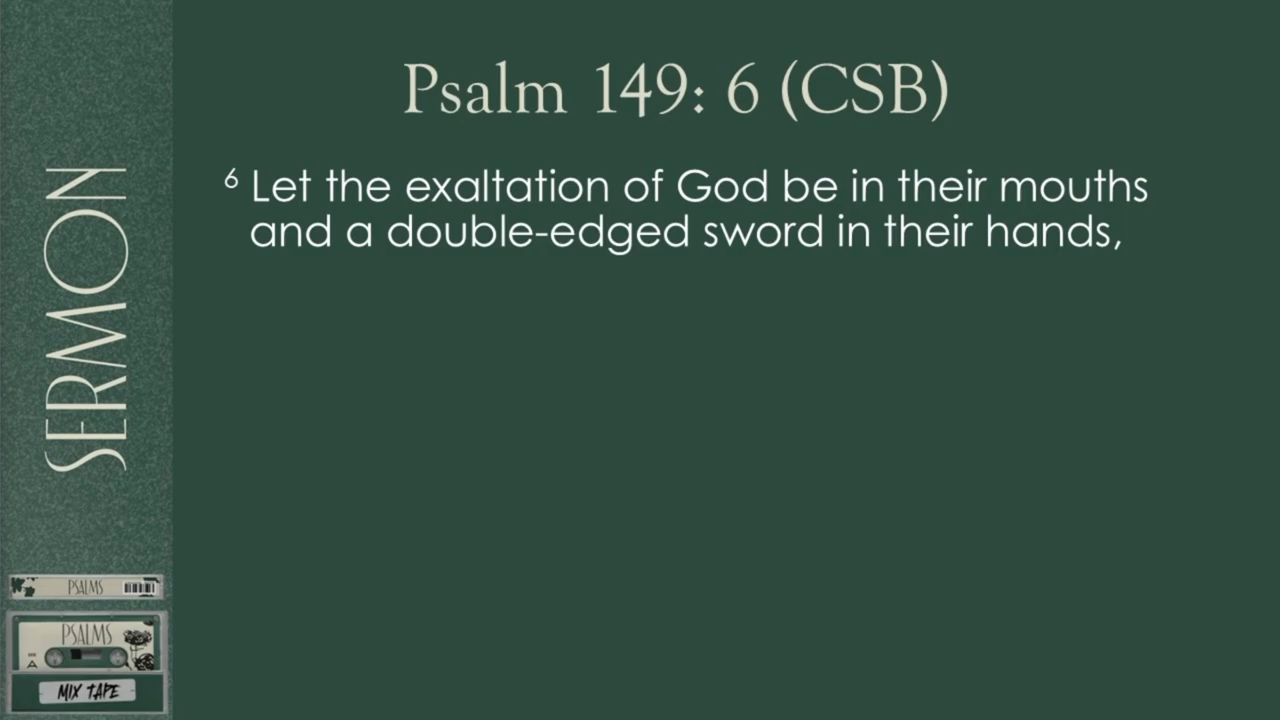 Psalm 149: 6 (CSB)
6 Let the exaltation of God be in their mouths
and a double-edged sword in their hands,
SERMON
PSALMS
PSALMS
A
MIX TAPE